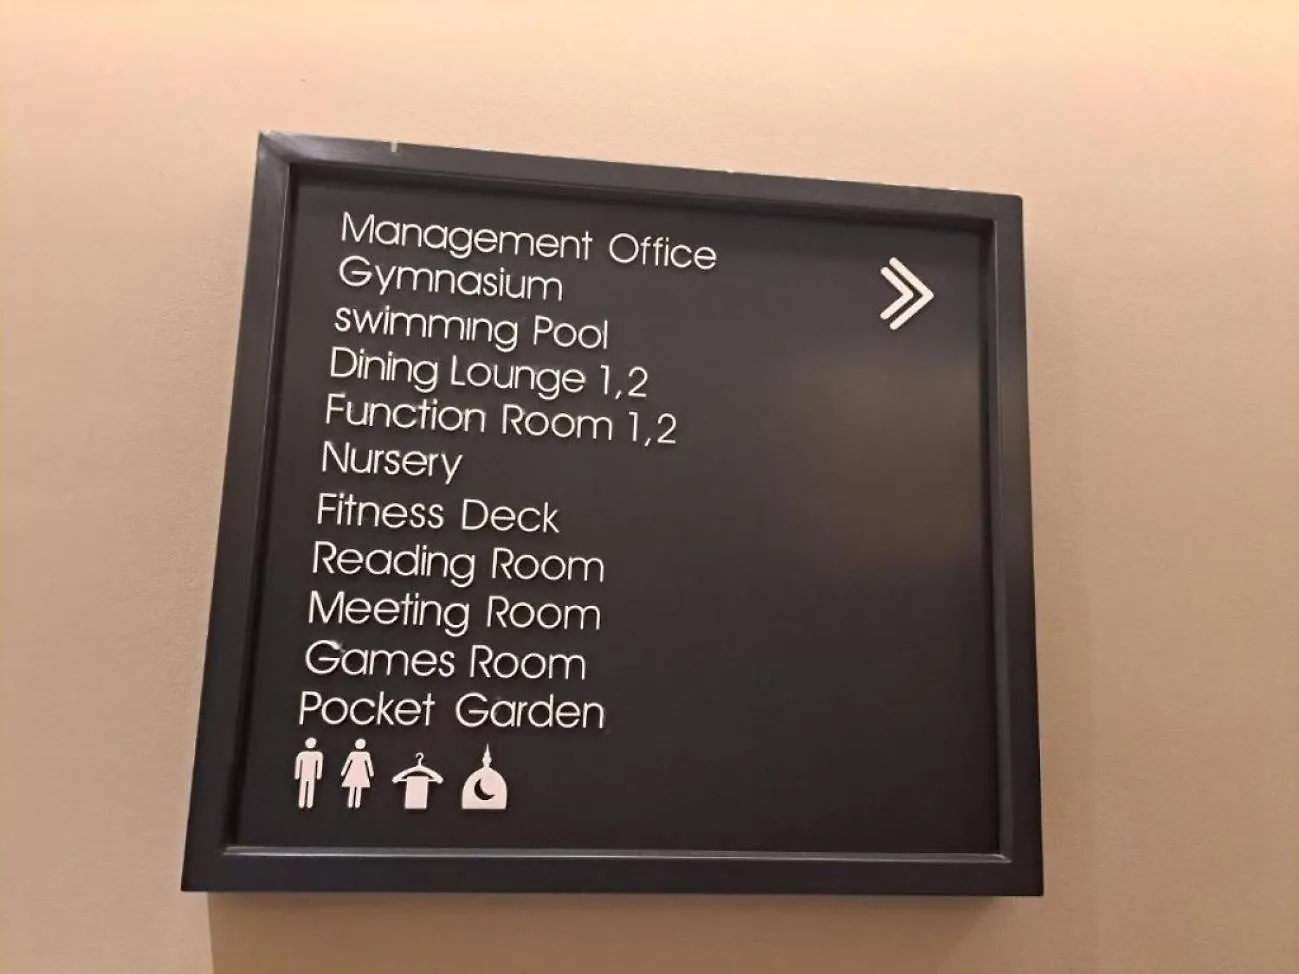 Management Office
Gymnasium
swimming Pool
Dining Lounge 1,2
Function Room 1,2
Nursery
Fitness Deck
Reading Room
Meeting Room
Games Room
Pocket Garden